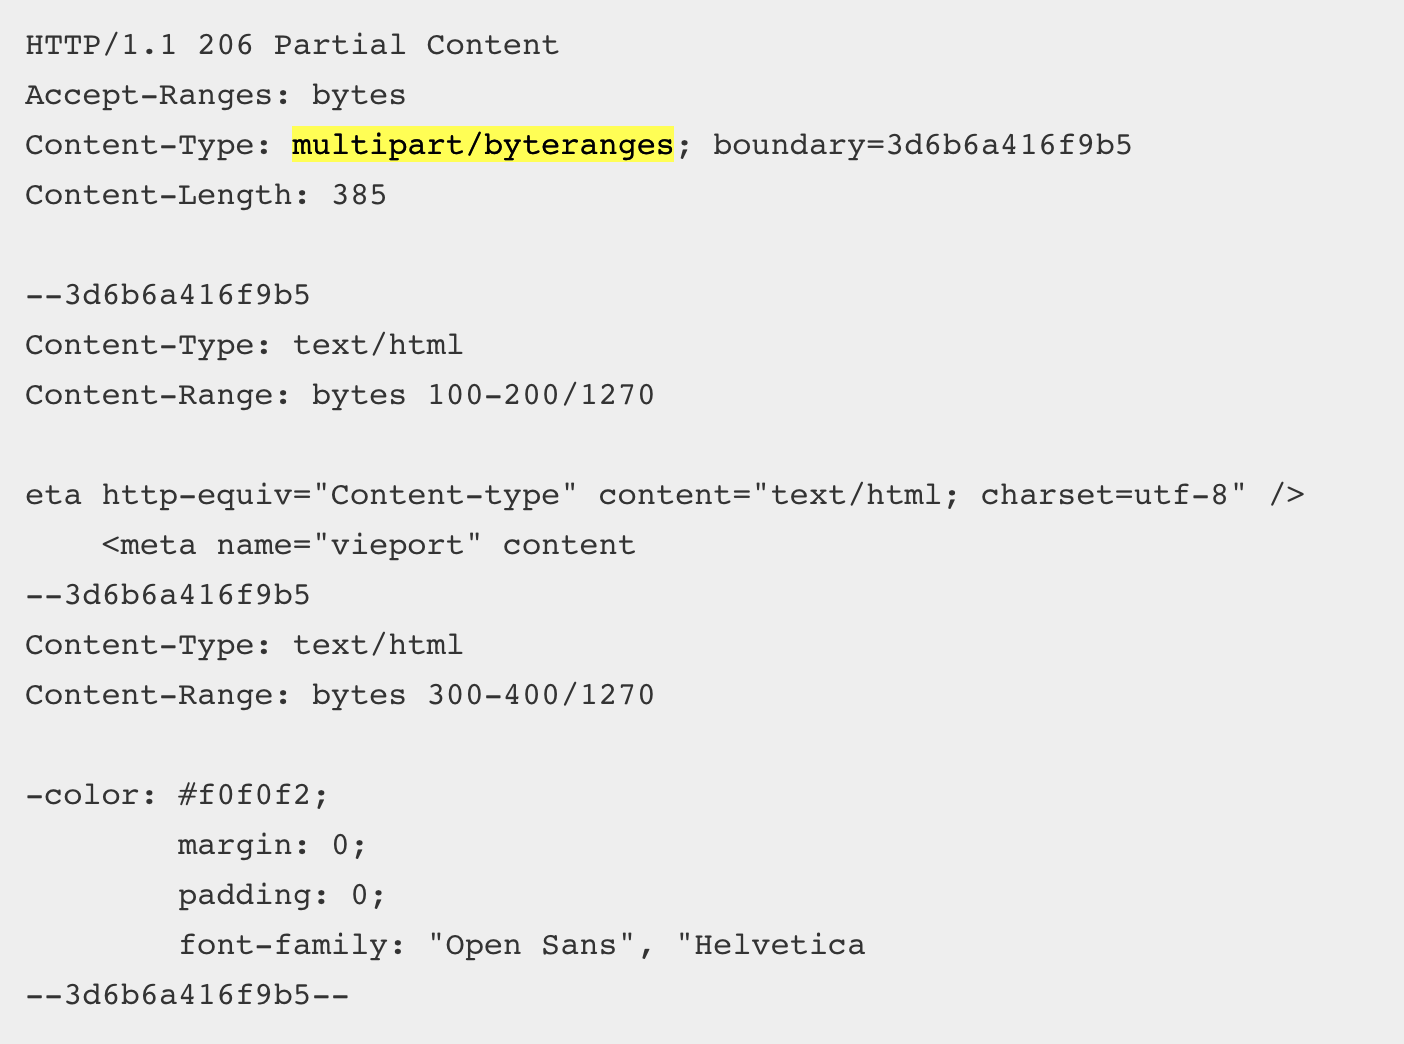 HTTP/1.1 206 Partial Content
Accept-Ranges: bytes
Content-Type: multipart/byteranges; boundary=3d6b6a416f9b5
Content-Length: 385

--3d6b6a416f9b5
Content-Type: text/html
Content-Range: bytes 100-200/1270

eta http-equiv="Content-type" content="text/html; charset=utf-8" />
    <meta name="vieport" content
--3d6b6a416f9b5
Content-Type: text/html
Content-Range: bytes 300-400/1270

-color: #f0f0f2;
        margin: 0;
        padding: 0;
        font-family: "Open Sans", "Helvetica
--3d6b6a416f9b5--